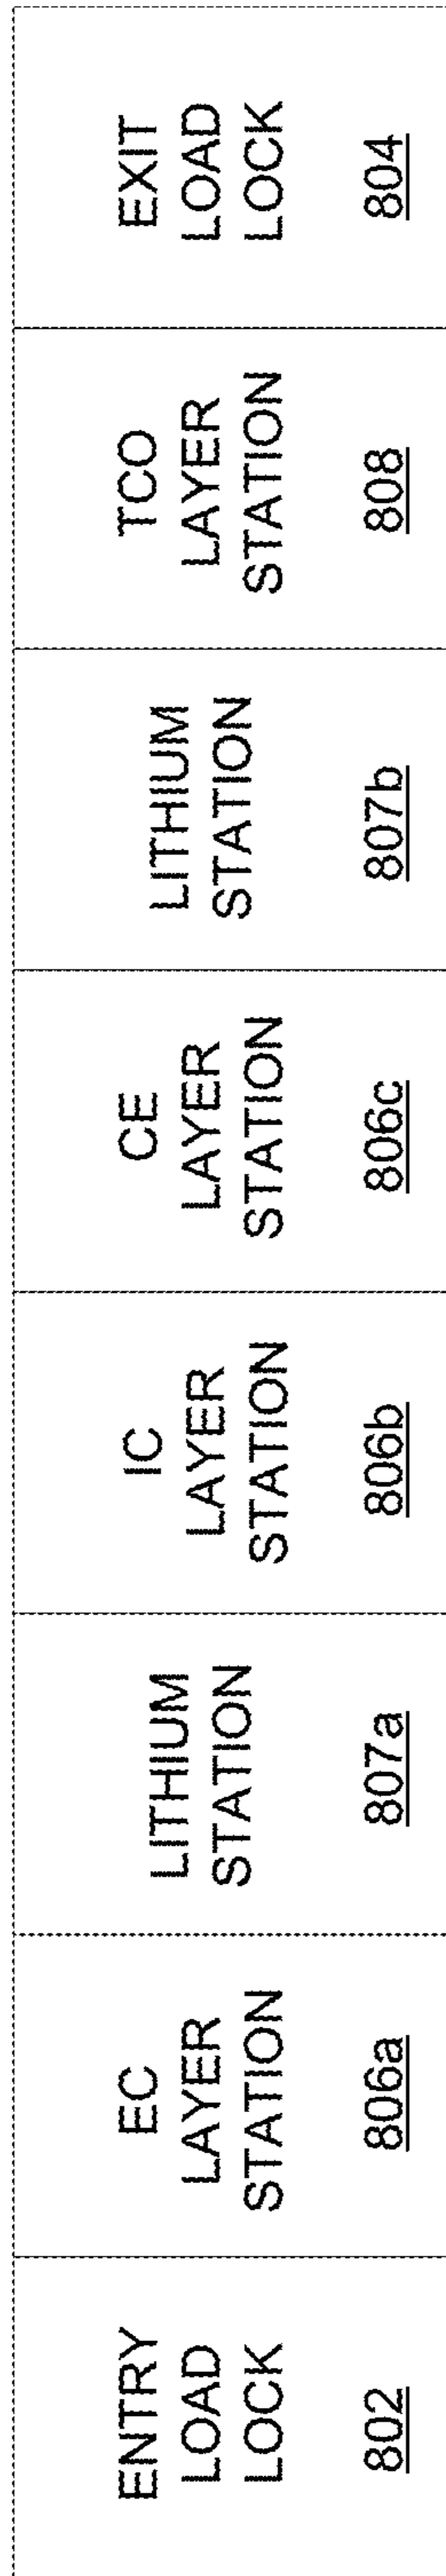 ENTRY
LOAD
LOCK
802
EC
LAYER
STATION
806a
LITHIUM
STATION
807a
IC
LAYER
STATION
806b
CE
LAYER
STATION
806c
LITHIUM
STATION
807b
TCO
LAYER
STATION
808
EXIT
LOAD
LOCK
804